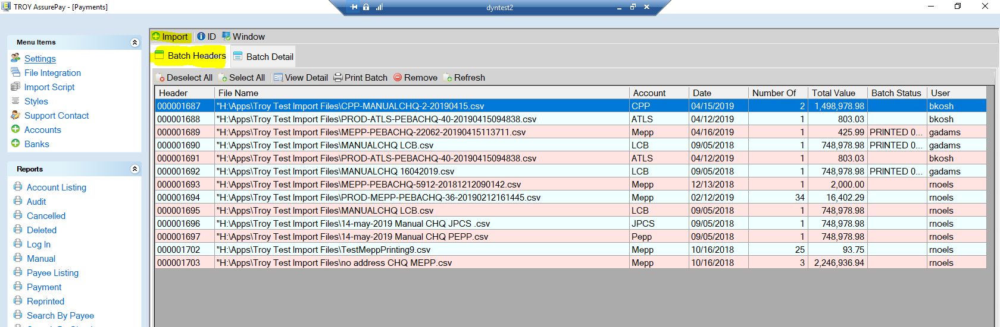 TROY AssurePay - [Payments]
dyntest2
Menu Items
Settings
File Integration
Import Script
Styles
Support Contact
Accounts
Banks
Reports
Account Listing
Audit
Cancelled
Deleted
Log In
Manual
Payee Listing
Payment
Reprinted
Search By Payee
Import ID Window
Batch Headers Batch Detail
Deselect All Select All View Detail Print Batch Remove Refresh
Header File Name Account Date Number Of Total Value Batch Status User
000001687 "H:\Apps\Troy Test Import Files\CPP-MANUALCHQ-2-20190415.csv CPP 04/15/2019 2 1,498,978.98 bkosh
000001688 "H:\Apps\Troy Test Import Files\PROD-ATLS-PEBACHQ-40-20190415094838.csv ATLS 04/12/2019 1 803.03 bkosh
000001689 "H:\Apps\Troy Test Import Files\MEPP-PEBACHQ-22062-20190415113711.csv Mepp 04/16/2019 1 425.99 PRINTED 0... gadams
000001690 "H:\Apps\Troy Test Import Files\MANUALCHQ LCB.csv LCB 09/05/2018 1 748,978.98 PRINTED 0... gadams
000001691 "H:\Apps\Troy Test Import Files\PROD-ATLS-PEBACHQ-40-20190415094838.csv ATLS 04/12/2019 1 803.03 bkosh
000001692 "H:\Apps\Troy Test Import Files\MANUALCHQ 16042019.csv LCB 09/05/2018 1 748,978.98 PRINTED 0... gadams
000001693 "H:\Apps\Troy Test Import Files\MEPP-PEBACHQ-5912-20181212090142.csv Mepp 12/13/2018 1 2,000.00 rnoels
000001694 "H:\Apps\Troy Test Import Files\PROD-MEPP-PEBACHQ-36-20190212161445.csv Mepp 02/12/2019 34 16,402.29 rnoels
000001695 "H:\Apps\Troy Test Import Files\MANUALCHQ LCB.csv LCB 09/05/2018 1 748,978.98 rnoels
000001696 "H:\Apps\Troy Test Import Files\14-may-2019 Manual CHQ JPCS .csv JPCS 09/05/2018 1 748,978.98 rnoels
000001697 "H:\Apps\Troy Test Import Files\14-may-2019 Manual CHQ PEPP.csv Pepp 09/05/2018 1 748,978.98 rnoels
000001702 "H:\Apps\Troy Test Import Files\TestMeppPrinting9.csv Mepp 10/16/2018 25 93.75 rnoels
000001703 "H:\Apps\Troy Test Import Files\no address CHQ MEPP.csv Mepp 10/16/2018 3 2,246,936.94 rnoels